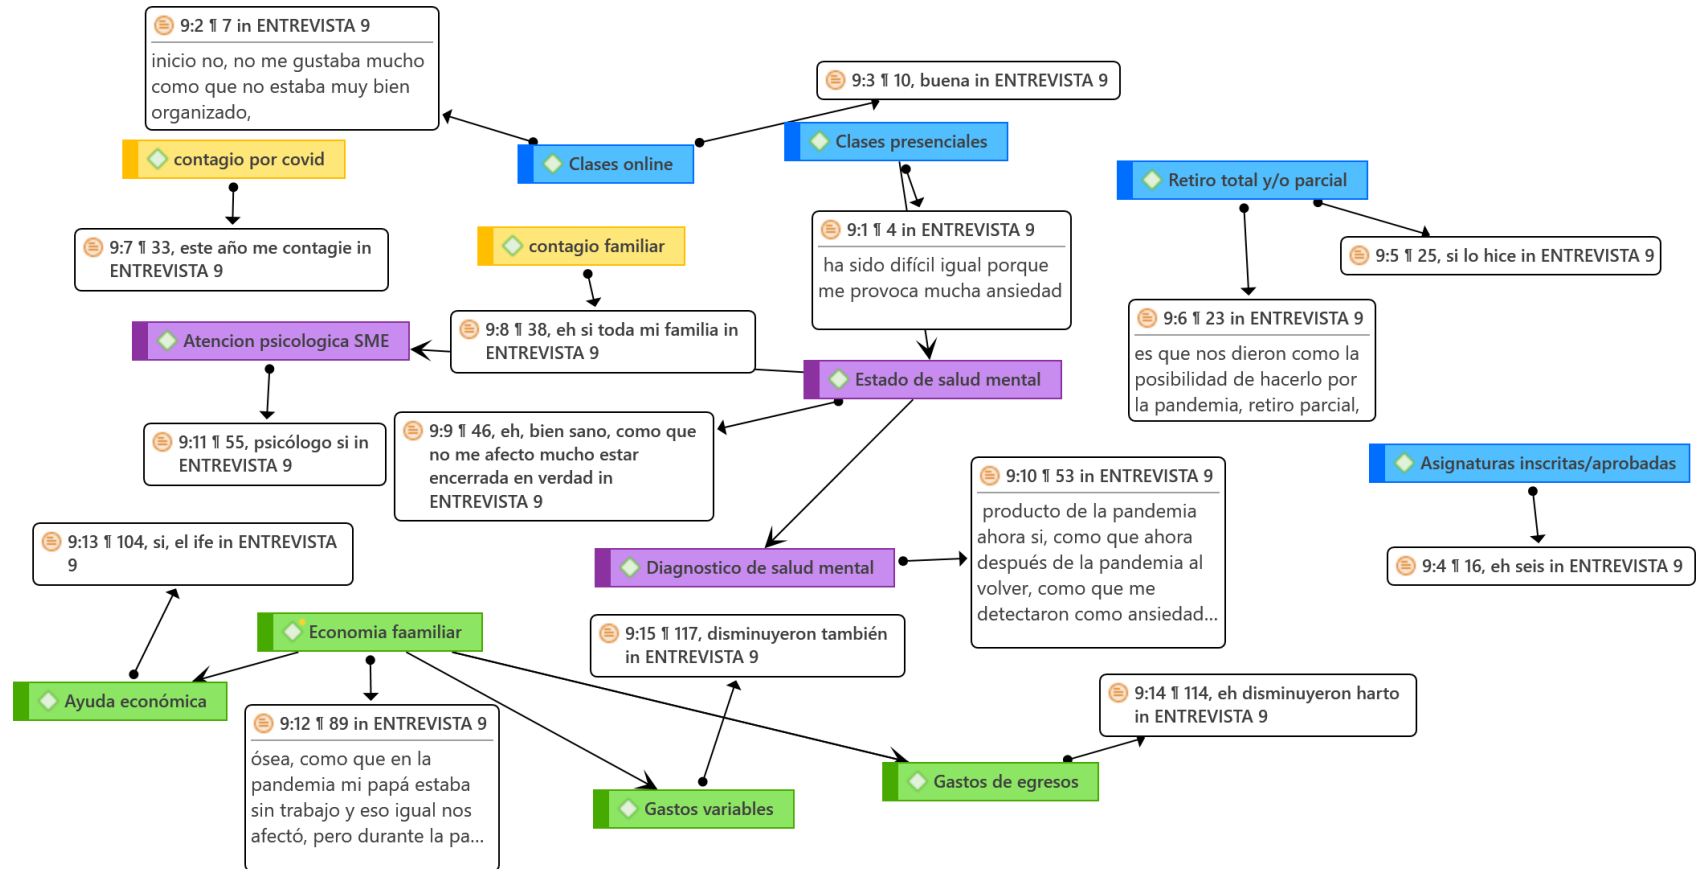 9:2 ¶ 7 in ENTREVISTA 9
inicio no, no me gustaba mucho
como que no estaba muy bien
organizado,
9:3 ¶ 10, buena in ENTREVISTA 9
contagio por covid
Clases online
Clases presenciales
Retiro total y/o parcial
9:7 ¶ 33, este año me contagie in
ENTREVISTA 9
contagio familiar
9:1 ¶ 4 in ENTREVISTA 9
ha sido difícil igual porque
me provoca mucha ansiedad
9:5 ¶ 25, si lo hice in ENTREVISTA 9
9:6 ¶ 23 in ENTREVISTA 9
es que nos dieron como la
posibilidad de hacerlo por
la pandemia, retiro parcial,
Atencion psicologica SME
9:8 ¶ 38, eh si toda mi familia in
ENTREVISTA 9
Estado de salud mental
9:11 ¶ 55, psicólogo si in
ENTREVISTA 9
9:9 ¶ 46, eh, bien sano, como que
no me afecto mucho estar
encerrada en verdad in
ENTREVISTA 9
9:10 ¶ 53 in ENTREVISTA 9
producto de la pandemia
ahora si, como que ahora
después de la pandemia al
volver, como que me
detectaron como ansiedad...
Asignaturas inscritas/aprobadas
9:4 ¶ 16, eh seis in ENTREVISTA 9
9:13 ¶ 104, si, el ife in ENTREVISTA
9
Diagnostico de salud mental
Economia faamiliar
9:15 ¶ 117, disminuyeron también
in ENTREVISTA 9
Ayuda económica
9:12 ¶ 89 in ENTREVISTA 9
ósea, como que en la
pandemia mi papá estaba
sin trabajo y eso igual nos
afectó, pero durante la pa...
9:14 ¶ 114, eh disminuyeron harto
in ENTREVISTA 9
Gastos variables
Gastos de egresos